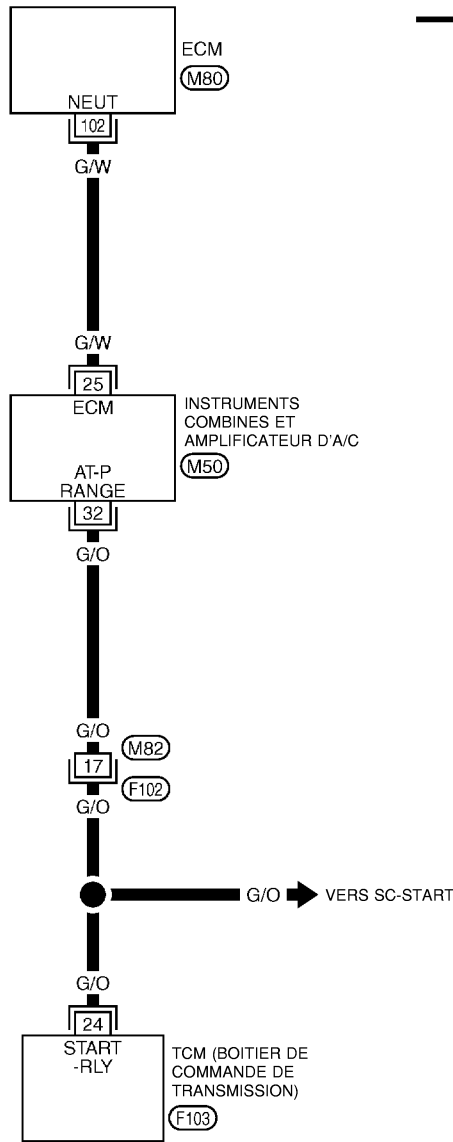 ECM
M80
NEUT
102
G/W
G/W
25
ECM
INSTRUMENTS
COMBINES ET
AMPLIFICATEUR D'A/C
M50
AT-P
RANGE
32
G/O
G/O
M82
17
F102
G/O
G/O
VERS SC-START
G/O
24
START
-RLY
TCM (BOITIER DE
COMMANDE DE
TRANSMISSION)
F103